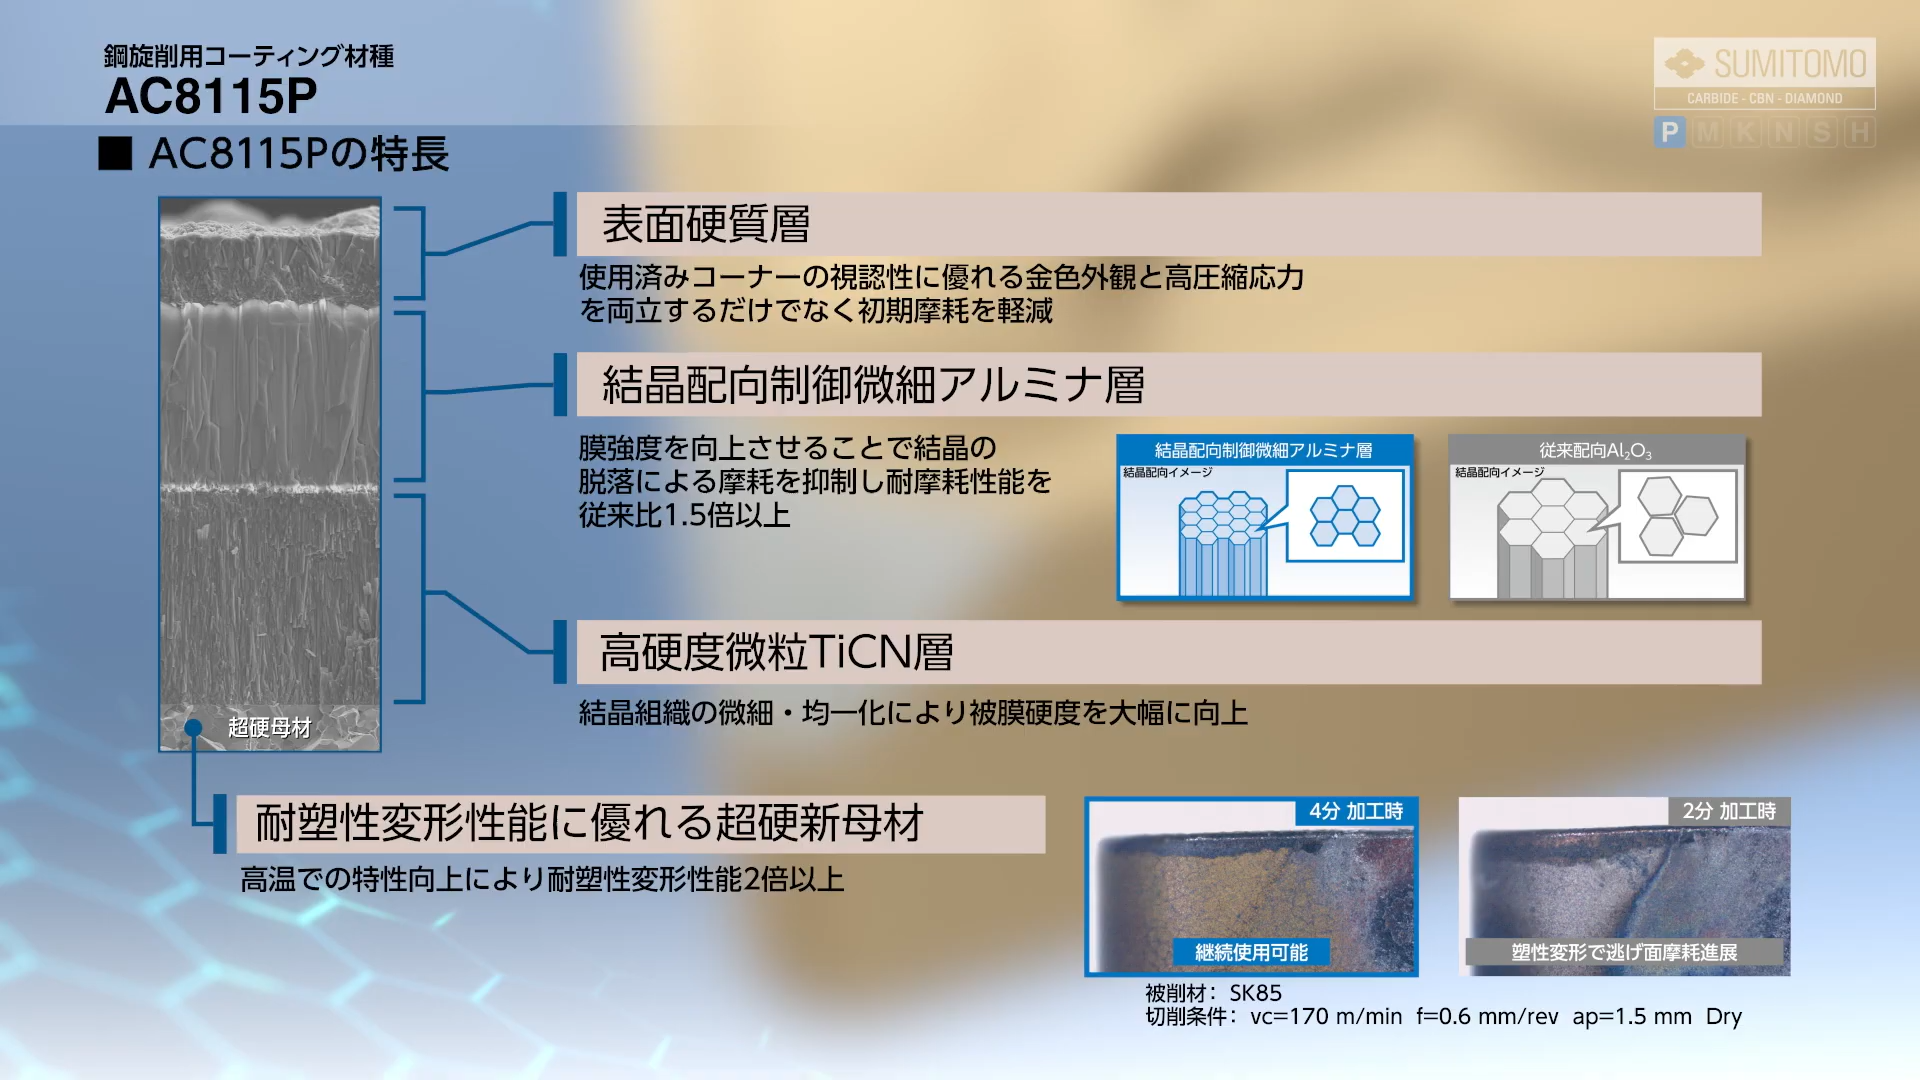 鋼旋削用コーティング材種
AC8115P
SUMITOMO
CARBIDE - CBN - DIAMOND
P M K N S H
■ AC8115Pの特長
表面硬質層
使用済みコーナーの視認性に優れる金色外観と高圧縮応力
を両立するだけでなく初期摩耗を軽減
結晶配向制御微細アルミナ層
膜強度を向上させることで結晶の
脱落による摩耗を抑制し耐摩耗性能を
従来比1.5倍以上
結晶配向制御微細アルミナ層
結晶配向イメージ
従来配向Al₂O₃
結晶配向イメージ
高硬度微粒TiCN層
結晶組織の微細・均一化により被膜硬度を大幅に向上
超硬母材
耐塑性変形性能に優れる超硬新母材
高温での特性向上により耐塑性変形性能2倍以上
4分 加工時
継続使用可能
2分 加工時
塑性変形で逃げ面摩耗進展
被削材： SK85
切削条件： vc=170 m/min f=0.6 mm/rev ap=1.5 mm Dry